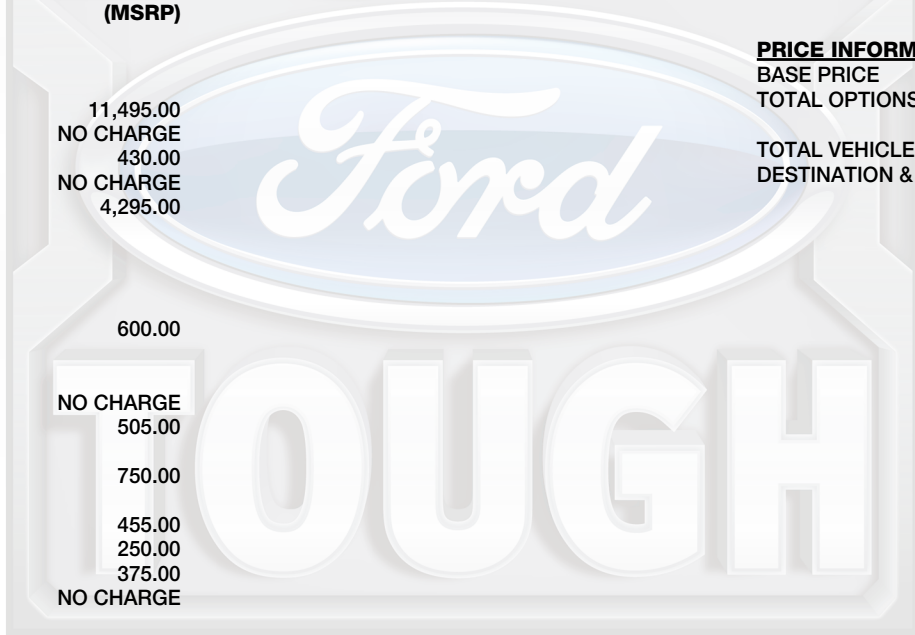 (MSRP)
11,495.00
NO CHARGE
430.00
NO CHARGE
4,295.00
600.00
NO CHARGE
505.00
750.00
455.00
250.00
375.00
NO CHARGE
PRICE INFORM
BASE PRICE
TOTAL OPTIONS
TOTAL VEHICLE
DESTINATION &
Ford
TOUGH